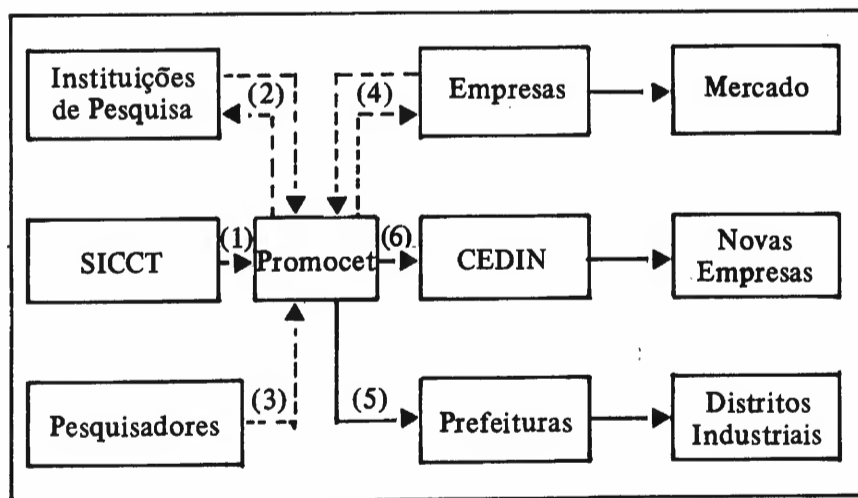 Instituições
de Pesquisa
(2)
(4)
Empresas
Mercado
SICCT
(1)
Promocet
(6)
CEDIN
Novas
Empresas
Pesquisadores
(3)
(5)
Prefeituras
Distritos
Industriais